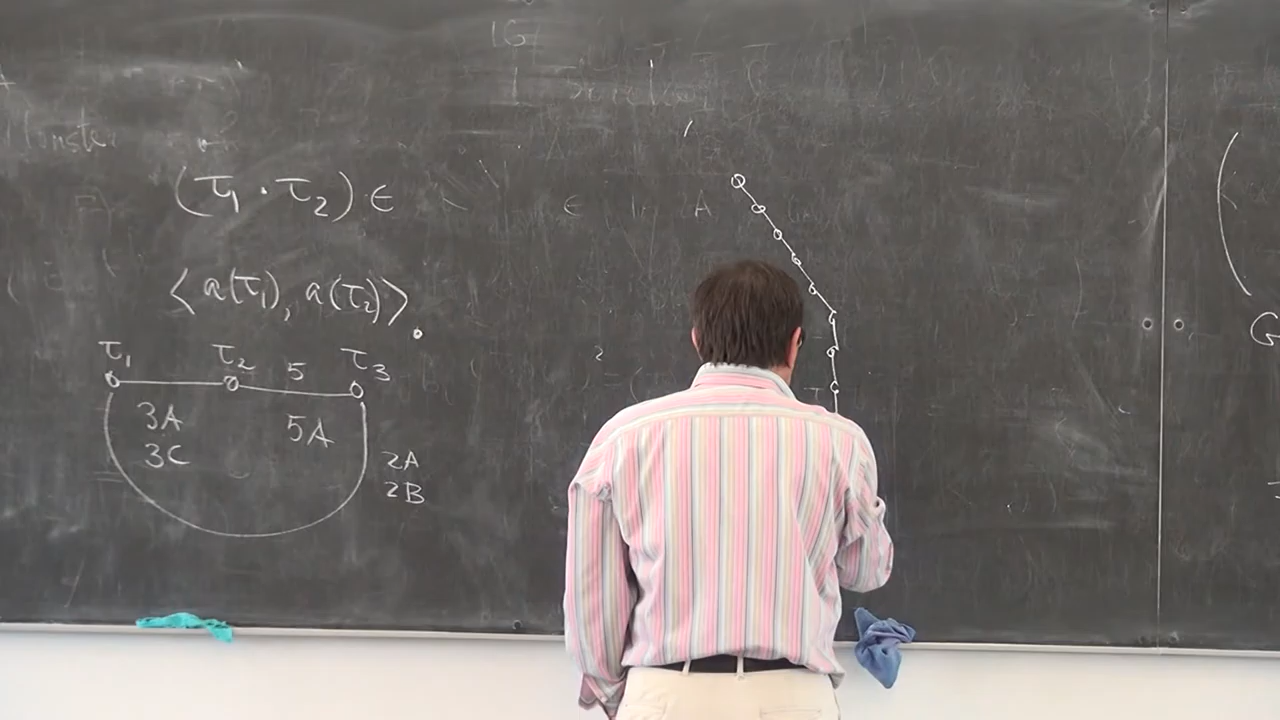 (τ₁ · τ₂) · ϵ
⟨a(τ₁), a(τ₂)⟩.
τ₁ τ₂ 5 τ₃
3A 5A
3C
2A
2B
G